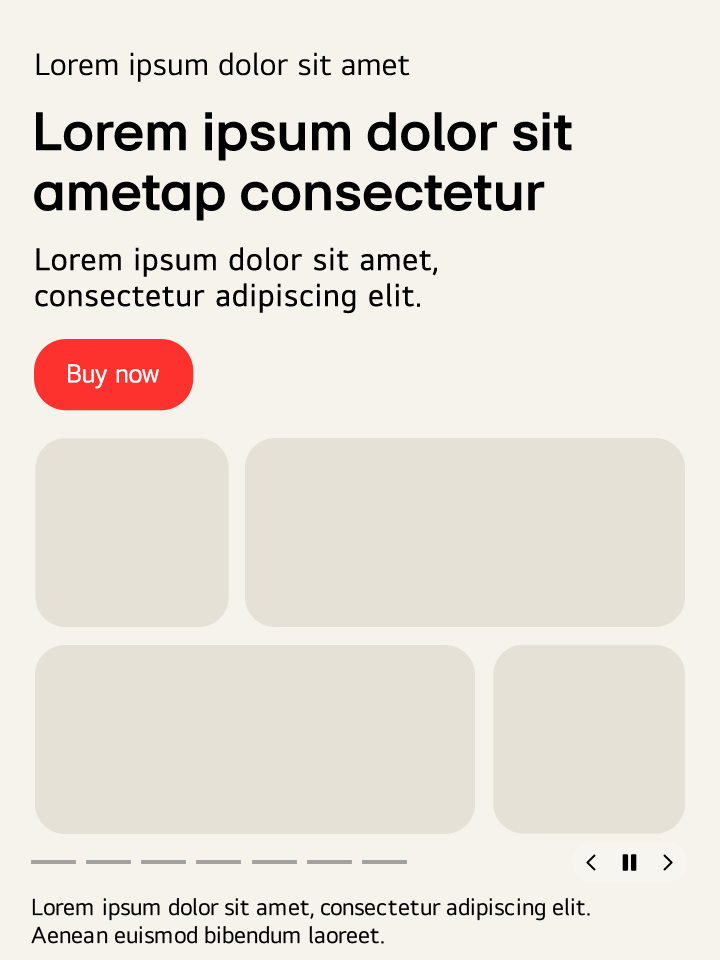 Lorem ipsum dolor sit amet
Lorem ipsum dolor sit
ametap consectetur
Lorem ipsum dolor sit amet,
consectetur adipiscing elit.
Buy now
Lorem ipsum dolor sit amet, consectetur adipiscing elit.
Aenean euismod bibendum laoreet.